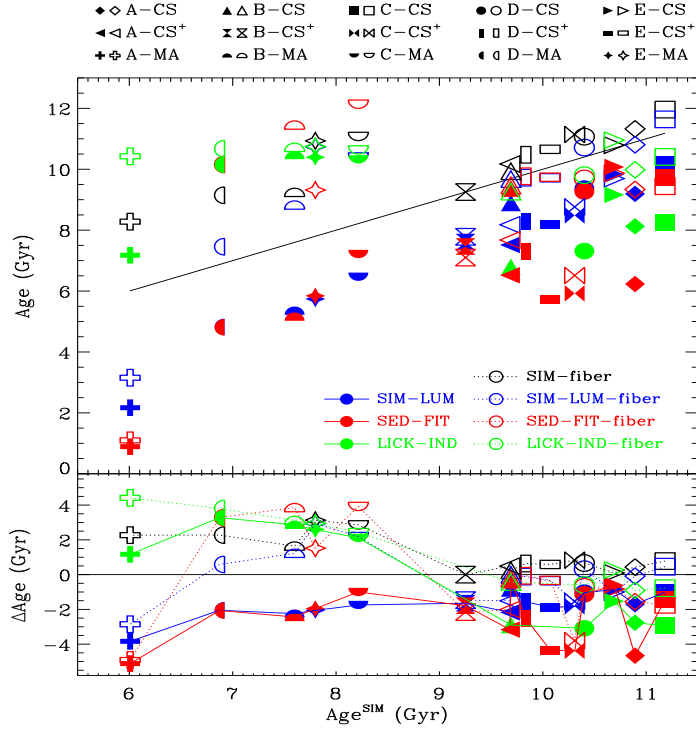 A-CS B-CS C-CS D-CS E-CS
A-CS+ B-CS+ C-CS+ D-CS+ E-CS+
A-MA B-MA C-MA D-MA E-MA
12
10
8
6
4
2
0
Age (Gyr)
SIM-fiber
SIM-LUM SIM-LUM-fiber
SED-FIT SED-FIT-fiber
LICK-IND LICK-IND-fiber
4
2
0
-2
-4
ΔAge (Gyr)
6 7 8 9 10 11
Age^SIM (Gyr)